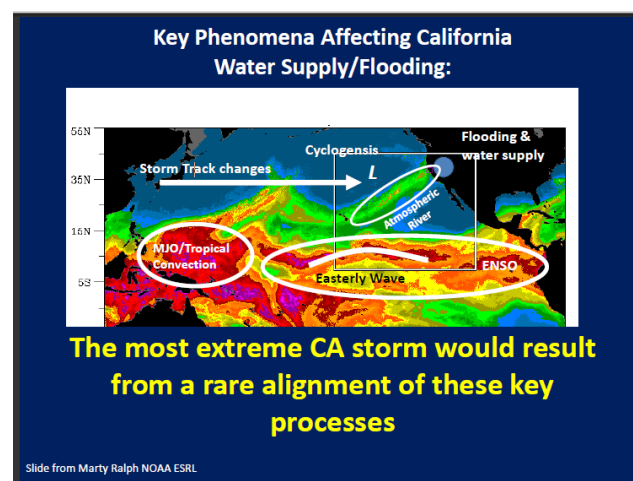 Key Phenomena Affecting California
Water Supply/Flooding:
55N
Cyclogensis
Flooding &
water supply
Storm Track changes
L
35N
Atmospheric
River
15N
MJO/Tropical
Convection
ENSO
Easterly Wave
5S
The most extreme CA storm would result
from a rare alignment of these key
processes
Slide from Marty Ralph NOAA ESRL